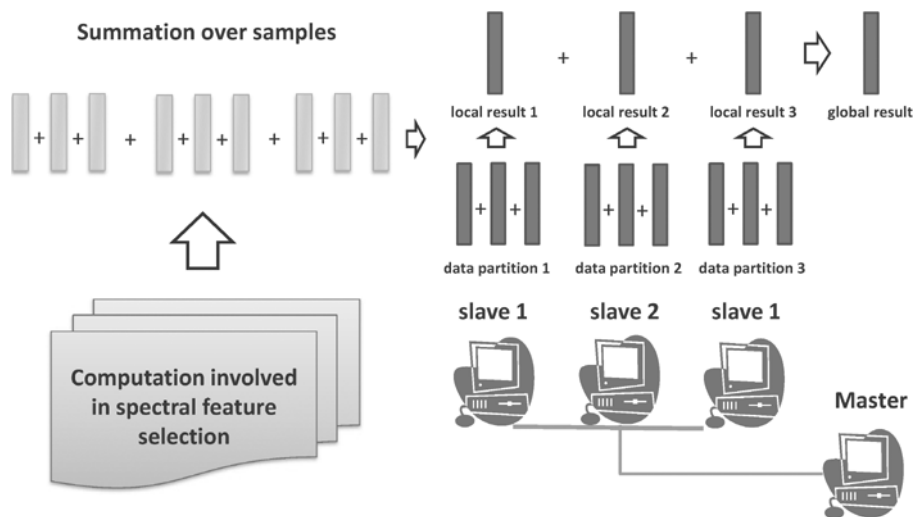 Summation over samples
+ + + + + + + +
+ +
local result 1 local result 2 local result 3 global result
+ + + + + +
data partition 1 data partition 2 data partition 3
slave 1 slave 2 slave 1
Computation involved
in spectral feature
selection
Master